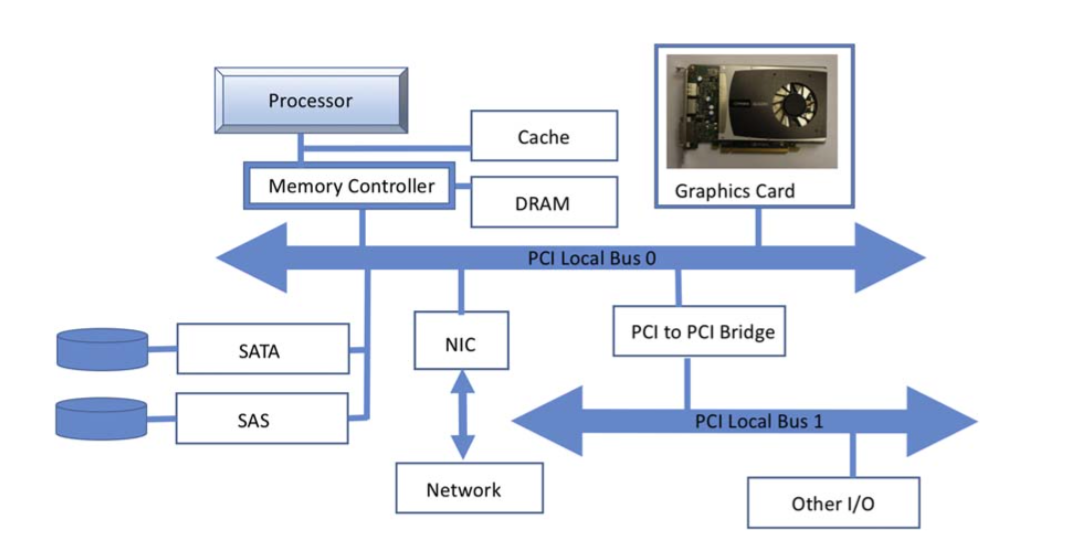 Processor
Cache
Memory Controller
DRAM
Graphics Card
PCI Local Bus 0
SATA
NIC
PCI to PCI Bridge
SAS
PCI Local Bus 1
Network
Other I/O